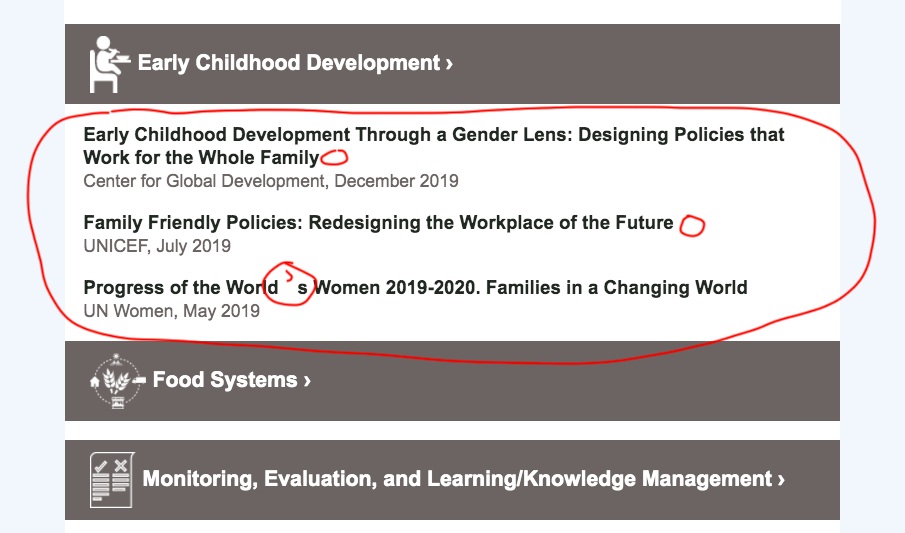 Early Childhood Development ›
Early Childhood Development Through a Gender Lens: Designing Policies that
Work for the Whole Family
Center for Global Development, December 2019
Family Friendly Policies: Redesigning the Workplace of the Future
UNICEF, July 2019
Progress of the World ’s Women 2019-2020. Families in a Changing World
UN Women, May 2019
Food Systems ›
Monitoring, Evaluation, and Learning/Knowledge Management ›